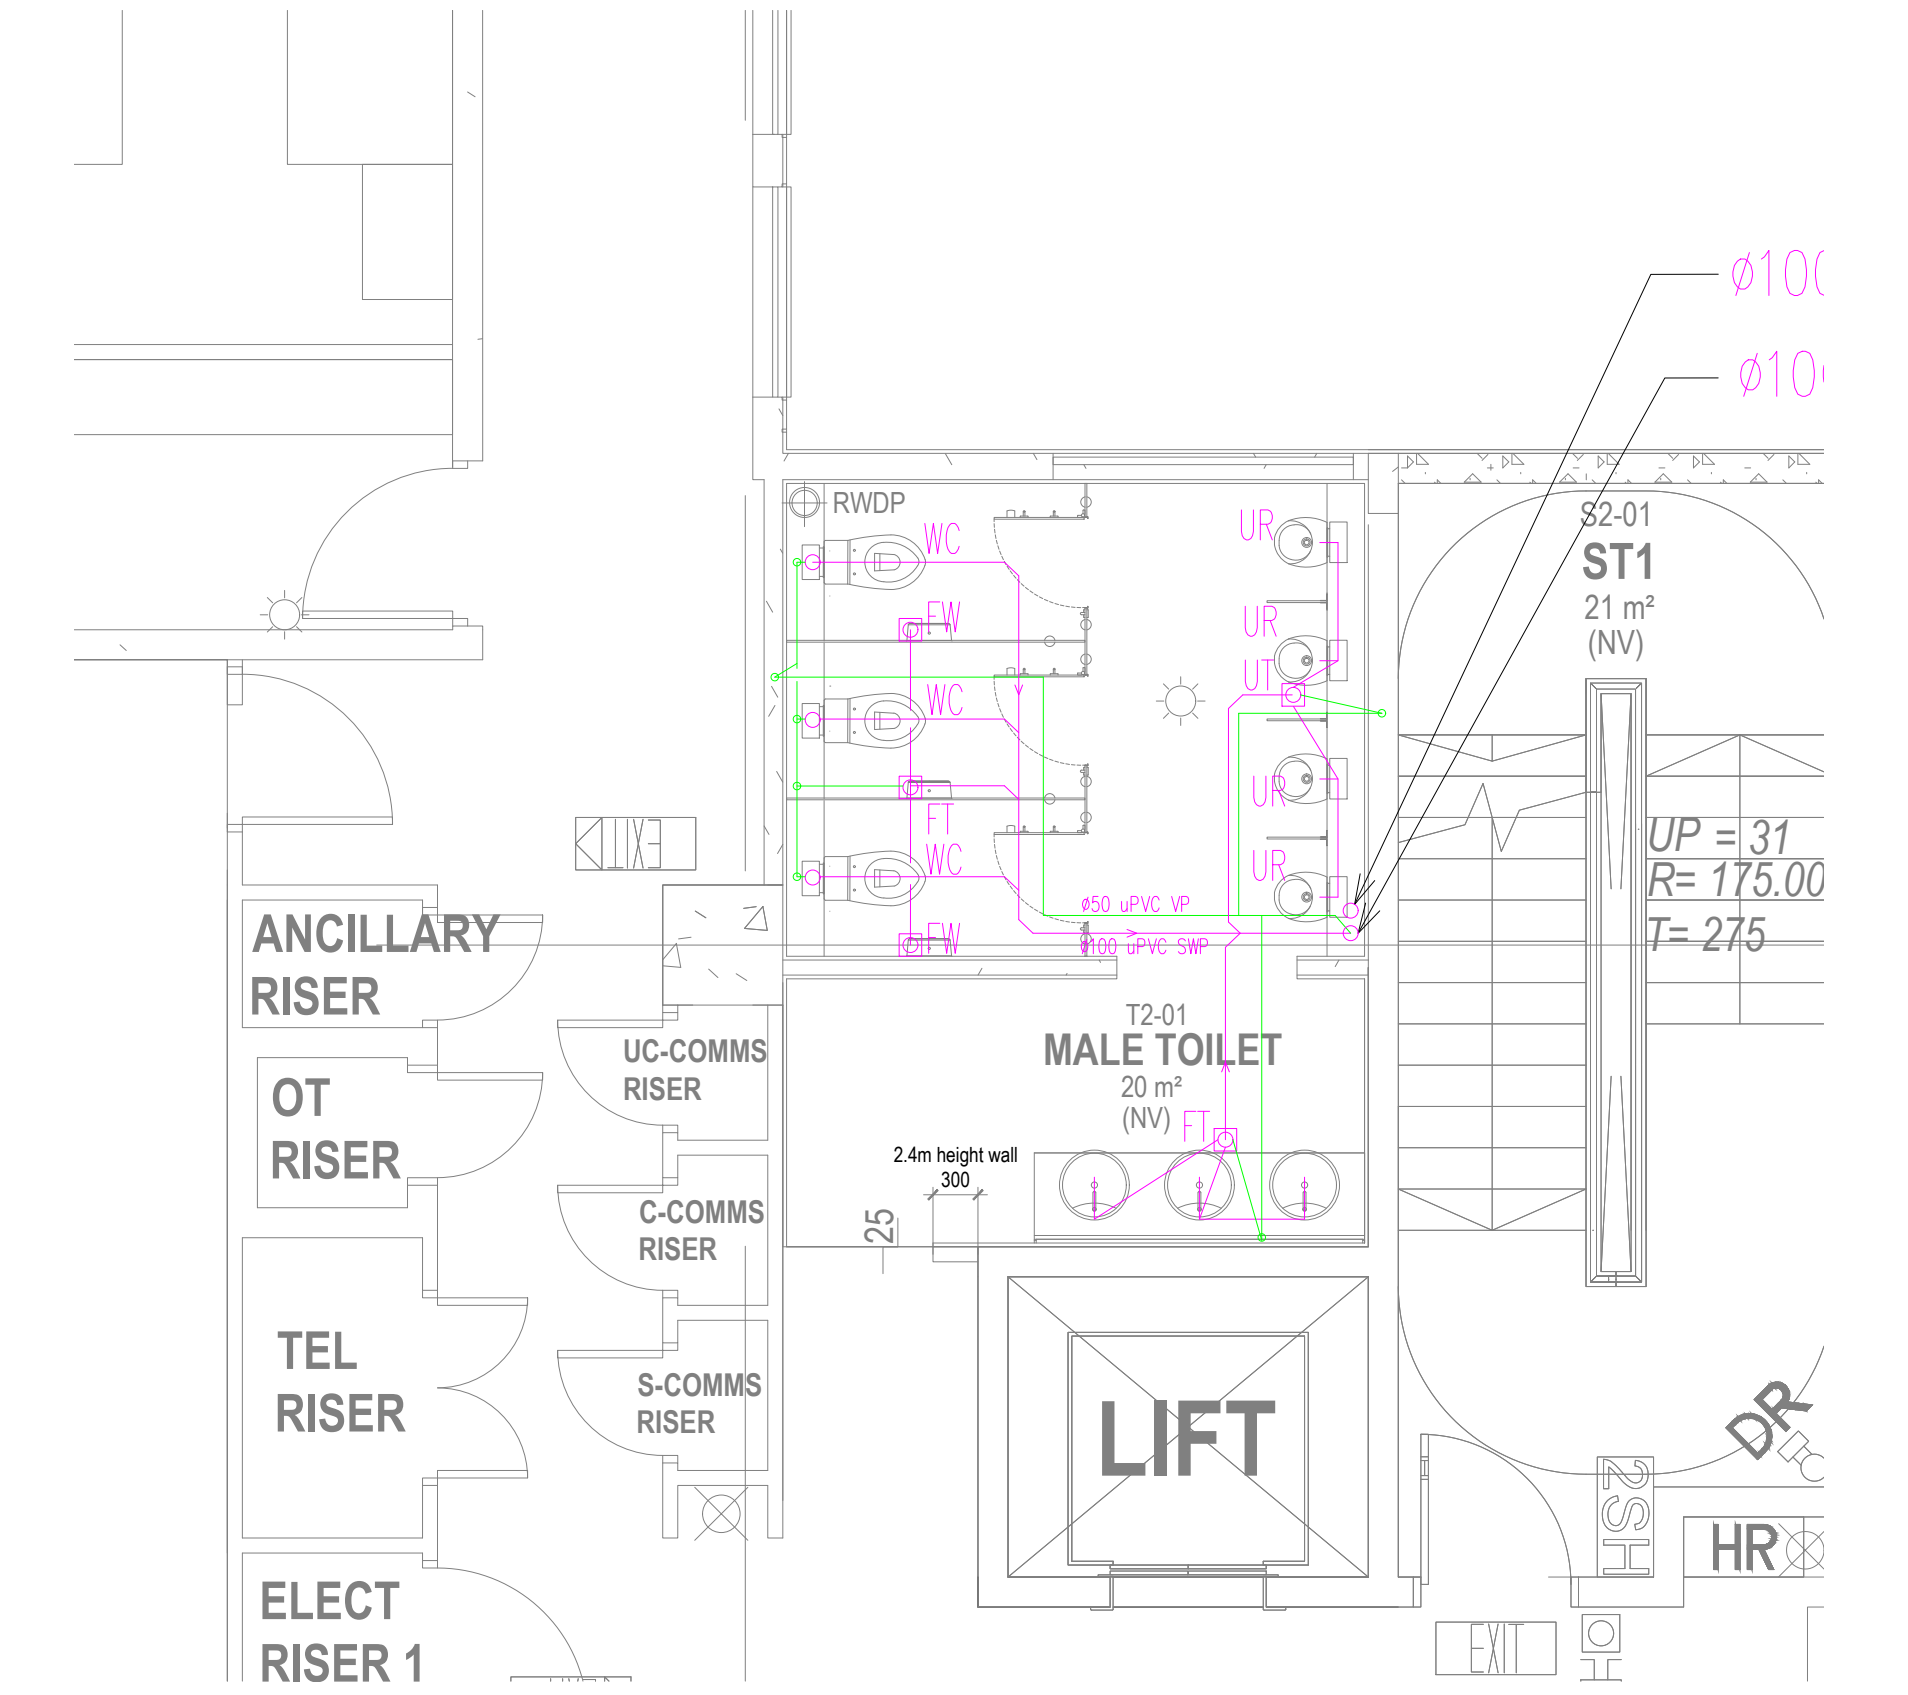 ø100
ø100
RWDP
WC
UR
S2-01
ST1
21 m²
(NV)
FW
UR
UT
WC
UR
FT
WC
UR
EXIT
UP = 31
R= 175.00
T= 275
ø50 uPVC VP
ø100 uPVC SWP
FW
ANCILLARY
RISER
T2-01
MALE TOILET
20 m²
(NV)
FT
UC-COMMS
RISER
OT
RISER
2.4m height wall
300
25
C-COMMS
RISER
TEL
RISER
S-COMMS
RISER
LIFT
DR
2SH
HR
ELECT
RISER 1
EXIT